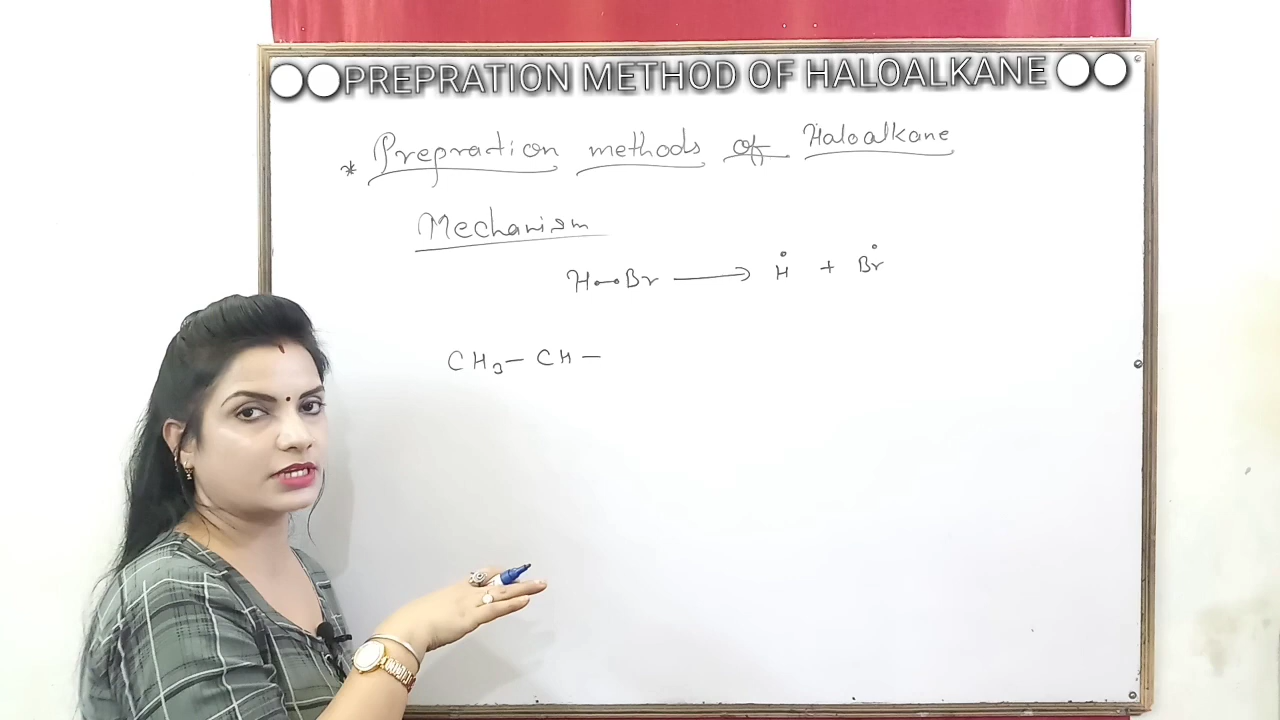 PREPRATION METHOD OF HALOALKANE
* Prepration methods of Haloalkane
Mechanism
H–Br ⟶ H• + Br•
CH₃ – CH –